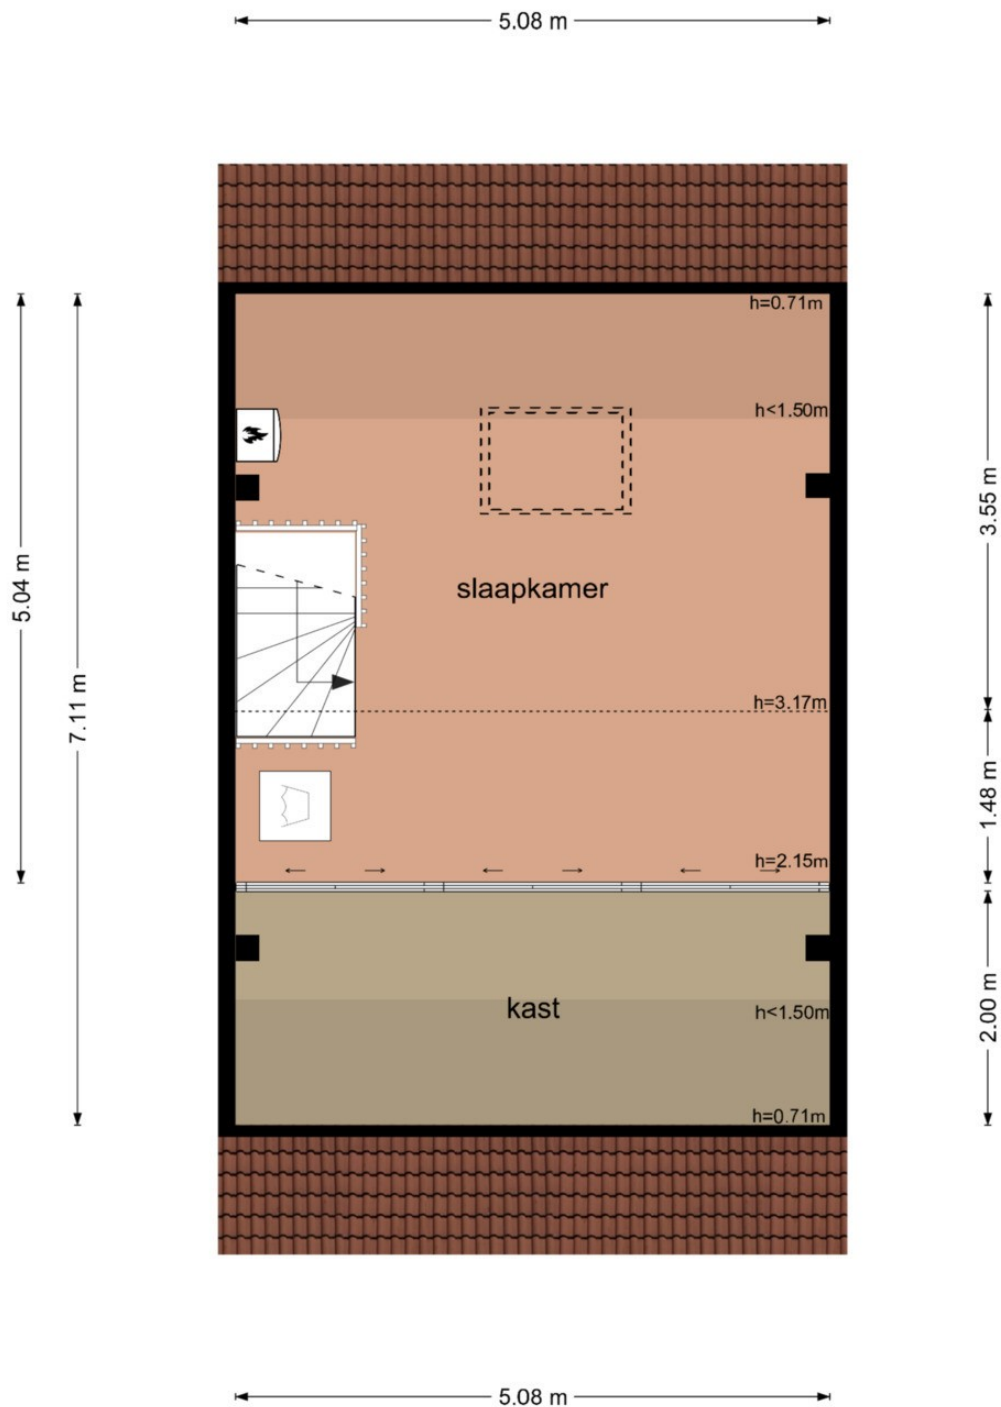 5.08 m
h=0.71m
h<1.50m
3.55 m
5.04 m
slaapkamer
7.11 m
h=3.17m
1.48 m
h=2.15m
kast
h<1.50m
2.00 m
h=0.71m
5.08 m